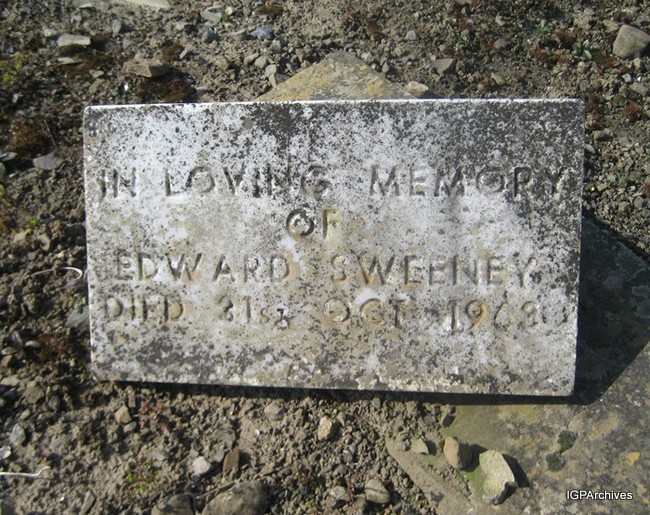 IN LOVING MEMORY
OF
EDWARD SWEENEY
DIED 31st OCT
IGPArchives